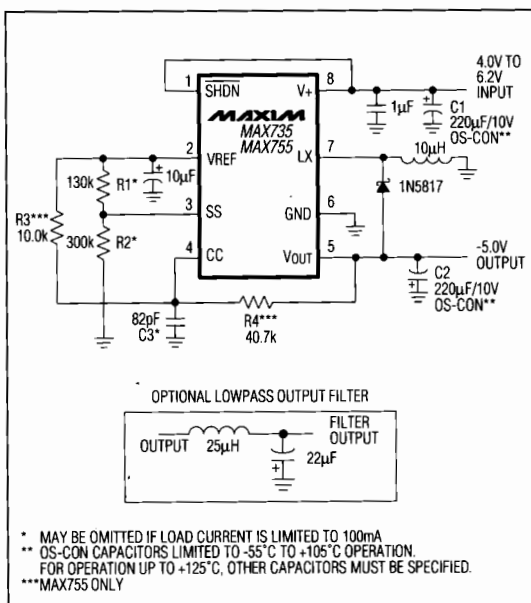 4.0V TO
6.2V
INPUT
1
SHDN
V+
8
MAXIM
MAX735
MAX755
1µF
C1
220µF/10V
OS-CON**
2
VREF
10µF
LX
7
10µH
130k
R1*
1N5817
R3***
10.0k
3
SS
GND
6
300k
R2*
4
CC
VOUT
5
-5.0V
OUTPUT
C2
220µF/10V
OS-CON**
82pF
C3*
R4***
40.7k
OPTIONAL LOWPASS OUTPUT FILTER
OUTPUT
25µH
FILTER
OUTPUT
22µF
* MAY BE OMITTED IF LOAD CURRENT IS LIMITED TO 100mA
** OS-CON CAPACITORS LIMITED TO -55°C TO +105°C OPERATION.
FOR OPERATION UP TO +125°C, OTHER CAPACITORS MUST BE SPECIFIED.
***MAX755 ONLY